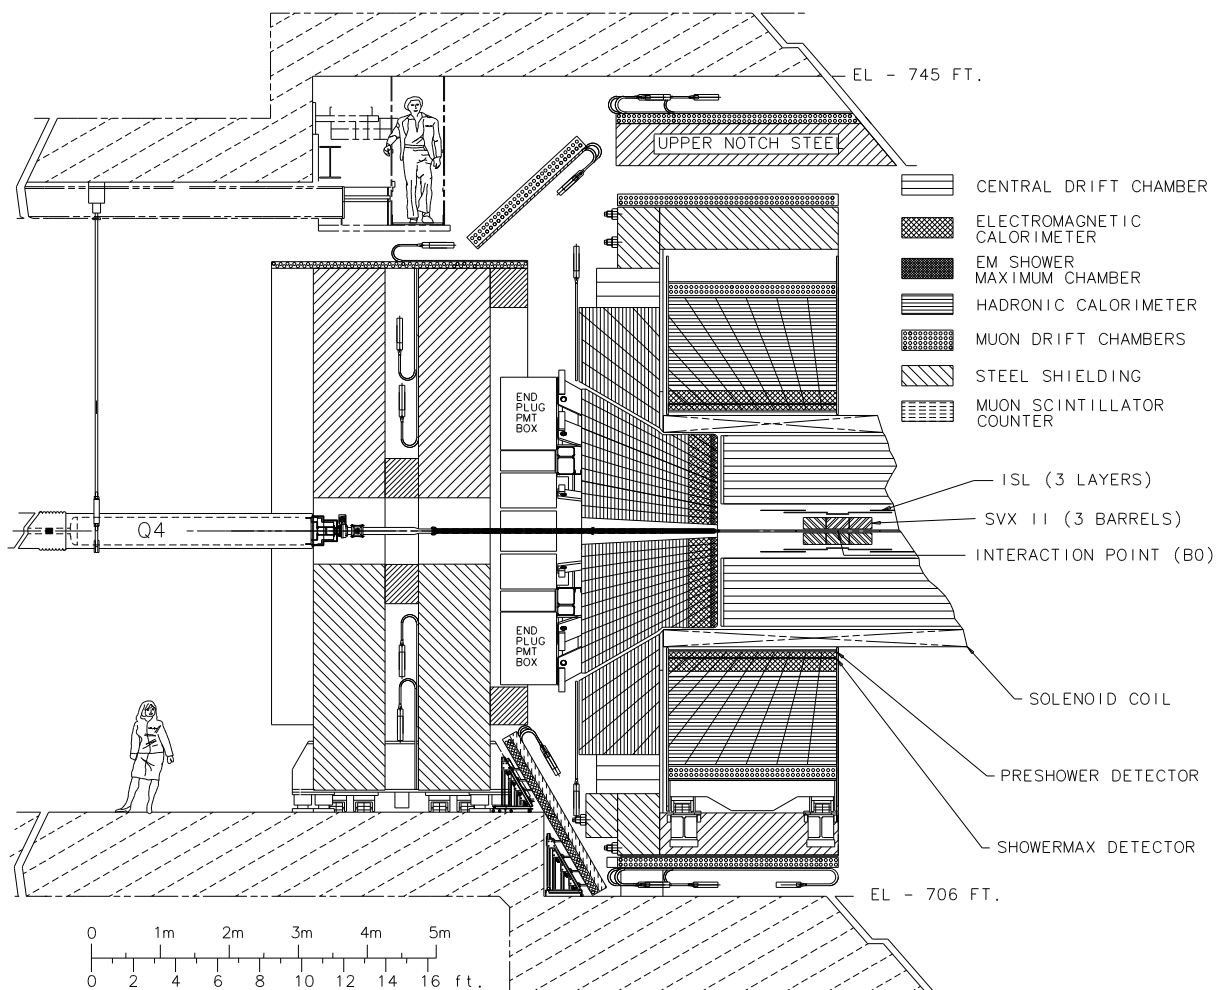 EL - 745 FT.
UPPER NOTCH STEEL
CENTRAL DRIFT CHAMBER
ELECTROMAGNETIC
CALORIMETER
EM SHOWER
MAXIMUM CHAMBER
HADRONIC CALORIMETER
MUON DRIFT CHAMBERS
STEEL SHIELDING
MUON SCINTILLATOR
COUNTER
END
PLUG
PMT
BOX
ISL (3 LAYERS)
SVX II (3 BARRELS)
Q4
INTERACTION POINT (B0)
END
PLUG
PMT
BOX
SOLENOID COIL
PRESHOWER DETECTOR
SHOWERMAX DETECTOR
EL - 706 FT.
0 1m 2m 3m 4m 5m
0 2 4 6 8 10 12 14 16 ft.